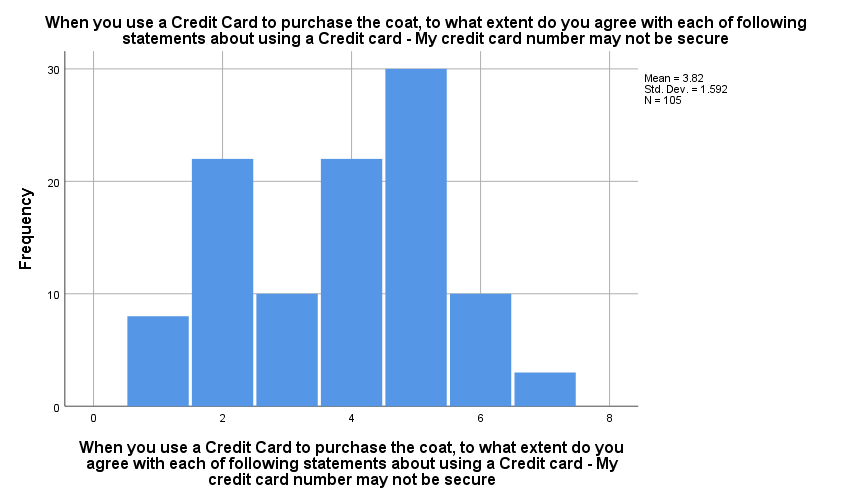 When you use a Credit Card to purchase the coat, to what extent do you agree with each of following
statements about using a Credit card - My credit card number may not be secure
Mean = 3.82
Std. Dev. = 1.592
N = 105
30
20
10
0
Frequency
0 2 4 6 8
When you use a Credit Card to purchase the coat, to what extent do you
agree with each of following statements about using a Credit card - My
credit card number may not be secure